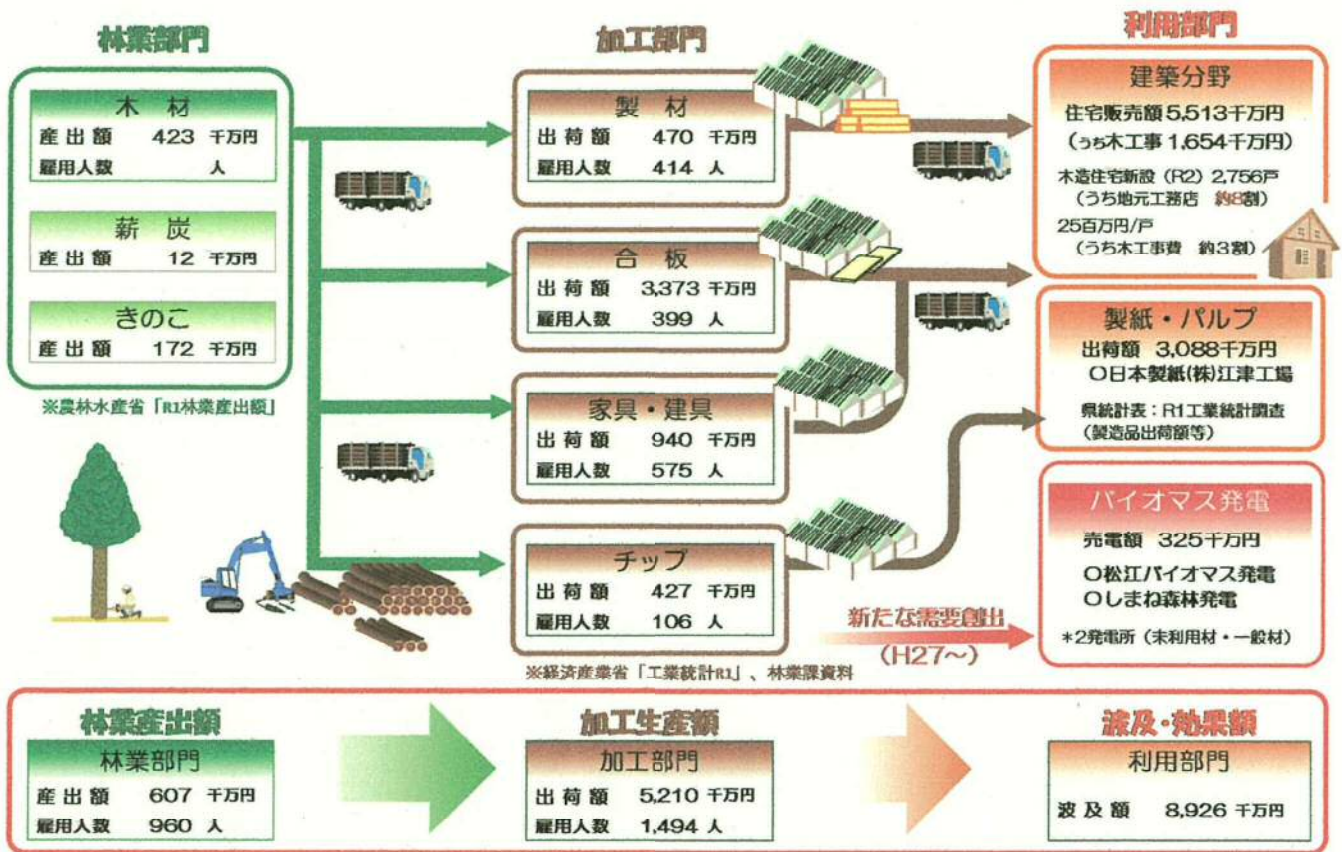 林業部門
木 材
産出額 423 千万円
雇用人数 人
薪 炭
産出額 12 千万円
きのこ
産出額 172 千万円
※農林水産省「R1林業産出額」
加工部門
製 材
出荷額 470 千万円
雇用人数 414 人
合 板
出荷額 3,373 千万円
雇用人数 399 人
家具・建具
出荷額 940 千万円
雇用人数 575 人
チップ
出荷額 427 千万円
雇用人数 106 人
※経済産業省「工業統計R1」、林業課資料
利用部門
建築分野
住宅販売額 5,513千万円
(うち木工事 1,654千万円)
木造住宅新設(R2) 2,756戸
(うち地元工務店 約8割)
25百万円/戸
(うち木工事費 約3割)
製紙・パルプ
出荷額 3,088千万円
○日本製紙(株)江津工場
県統計表:R1工業統計調査
(製造品出荷額等)
バイオマス発電
売電額 325千万円
○松江バイオマス発電
○しまね森林発電
*2発電所(未利用材・一般材)
新たな需要創出
(H27~)
林業産出額
林業部門
産出額 607 千万円
雇用人数 960 人
加工生産額
加工部門
出荷額 5,210 千万円
雇用人数 1,494 人
波及・効果額
利用部門
波及額 8,926 千万円